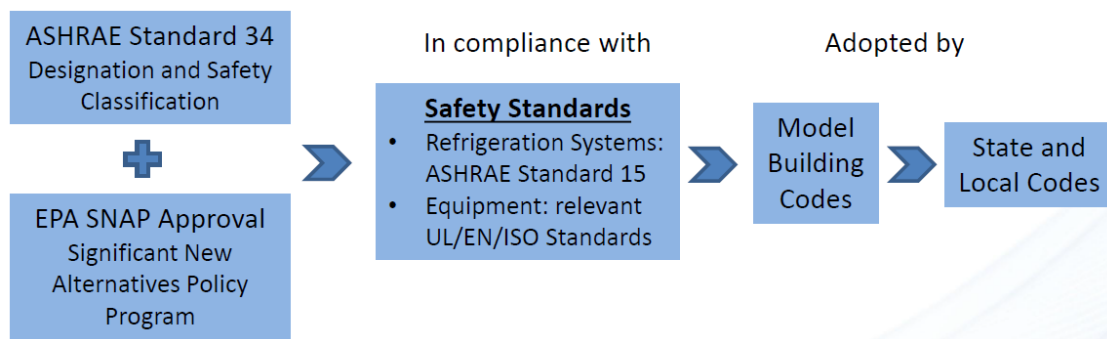 ASHRAE Standard 34
Designation and Safety
Classification
EPA SNAP Approval
Significant New
Alternatives Policy
Program
In compliance with
Safety Standards
• Refrigeration Systems:
ASHRAE Standard 15
• Equipment: relevant
UL/EN/ISO Standards
Adopted by
Model
Building
Codes
State and
Local Codes